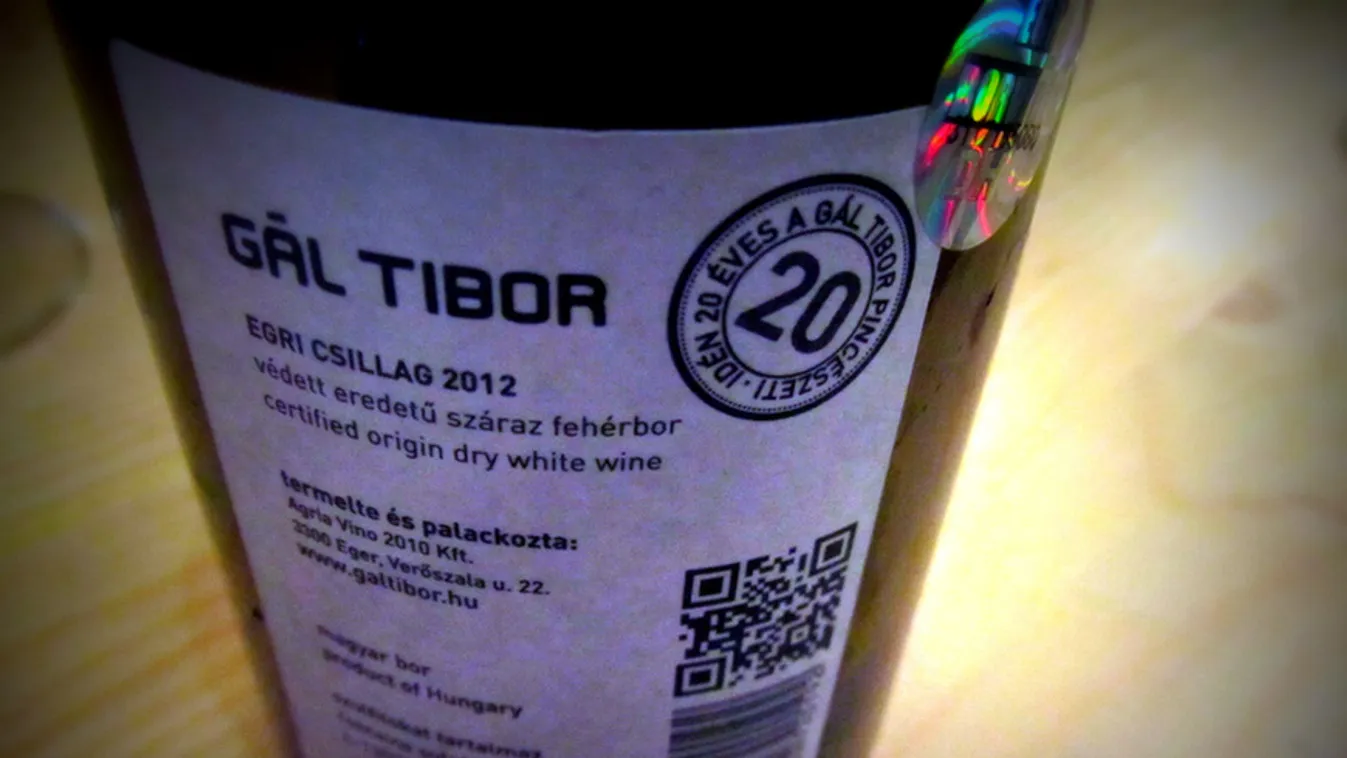 GÁL TIBOR
IDÉN 20 ÉVES A GÁL TIBOR PINCÉSZETI
20
EGRI CSILLAG 2012
védett eredetű száraz fehérbor
certified origin dry white wine
termelte és palackozta:
Agria Vino 2010 Kft.
3300 Eger, Verőszala u. 22.
www.galtibor.hu
magyar bor
product of Hungary
szulfitokat tartalmaz